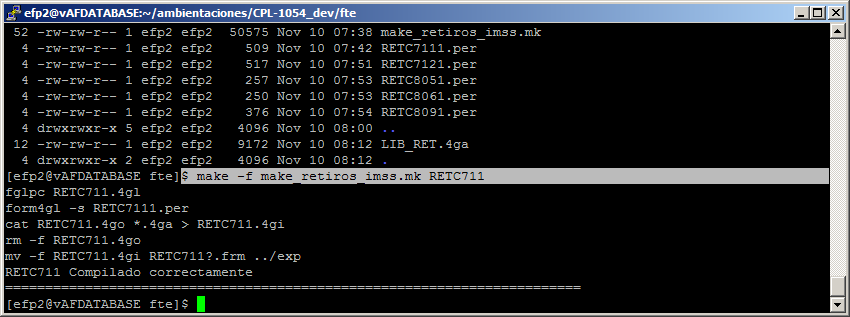 efp2@vAFDATABASE:~/ambientaciones/CPL-1054_dev/fte
52 -rw-rw-r-- 1 efp2 efp2 50575 Nov 10 07:38 make_retiros_imss.mk
4 -rw-rw-r-- 1 efp2 efp2 509 Nov 10 07:42 RETC7111.per
4 -rw-rw-r-- 1 efp2 efp2 517 Nov 10 07:51 RETC7121.per
4 -rw-rw-r-- 1 efp2 efp2 257 Nov 10 07:53 RETC8051.per
4 -rw-rw-r-- 1 efp2 efp2 250 Nov 10 07:53 RETC8061.per
4 -rw-rw-r-- 1 efp2 efp2 376 Nov 10 07:54 RETC8091.per
4 drwxrwxr-x 5 efp2 efp2 4096 Nov 10 08:00 ..
12 -rw-rw-r-- 1 efp2 efp2 9172 Nov 10 08:12 LIB_RET.4ga
4 drwxrwxr-x 2 efp2 efp2 4096 Nov 10 08:12 .
[efp2@vAFDATABASE fte]$ make -f make_retiros_imss.mk RETC711
fglpc RETC711.4gl
form4gl -s RETC7111.per
cat RETC711.4go *.4ga > RETC711.4gi
rm -f RETC711.4go
mv -f RETC711.4gi RETC711?.frm ../exp
RETC711 Compilado correctamente
========================================================================
[efp2@vAFDATABASE fte]$